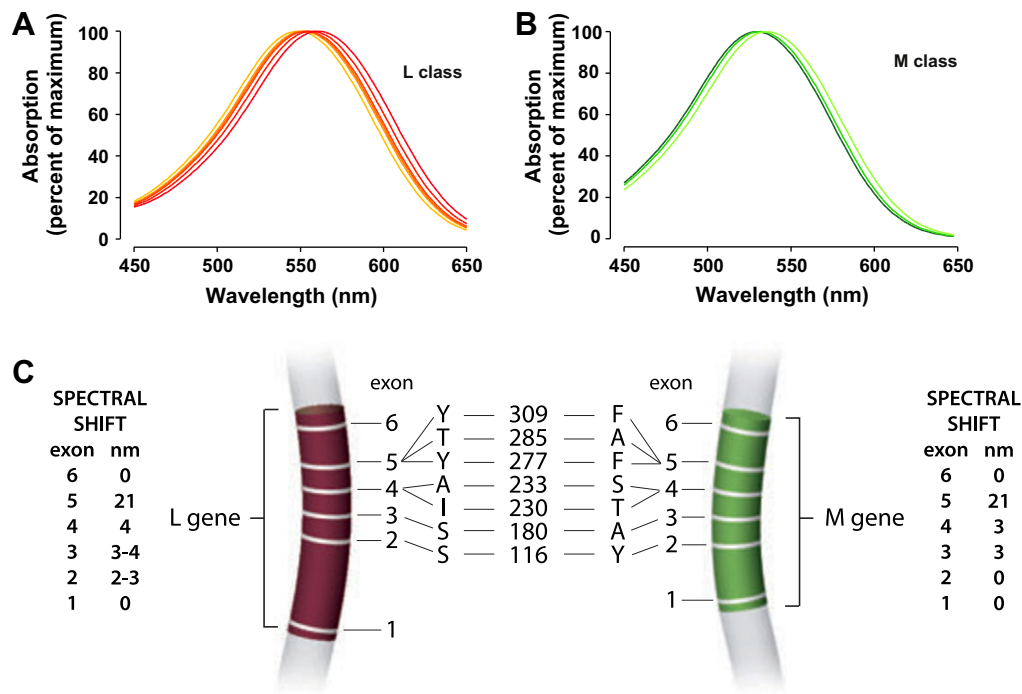 A
Absorption
(percent of maximum)
100
80
60
40
20
0
L class
450 500 550 600 650
Wavelength (nm)
B
Absorption
(percent of maximum)
100
80
60
40
20
0
M class
450 500 550 600 650
Wavelength (nm)
C
SPECTRAL
SHIFT
exon nm
6 0
5 21
4 4
3 3-4
2 2-3
1 0
L gene
exon
6
5
4
3
2
1
Y 309 F
T 285 A
Y 277 F
A 233 S
I 230 T
S 180 A
S 116 Y
exon
6
5
4
3
2
1
M gene
SPECTRAL
SHIFT
exon nm
6 0
5 21
4 3
3 3
2 0
1 0